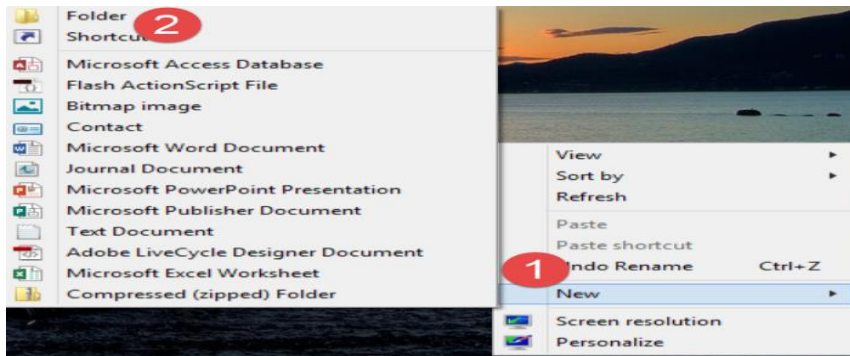 Folder
2
Shortcu
Microsoft Access Database
Flash ActionScript File
Bitmap image
Contact
Microsoft Word Document
Journal Document
Microsoft PowerPoint Presentation
Microsoft Publisher Document
Text Document
Adobe LiveCycle Designer Document
Microsoft Excel Worksheet
Compressed (zipped) Folder
View
Sort by
Refresh
Paste
Paste shortcut
1
Undo Rename Ctrl+Z
New
Screen resolution
Personalize